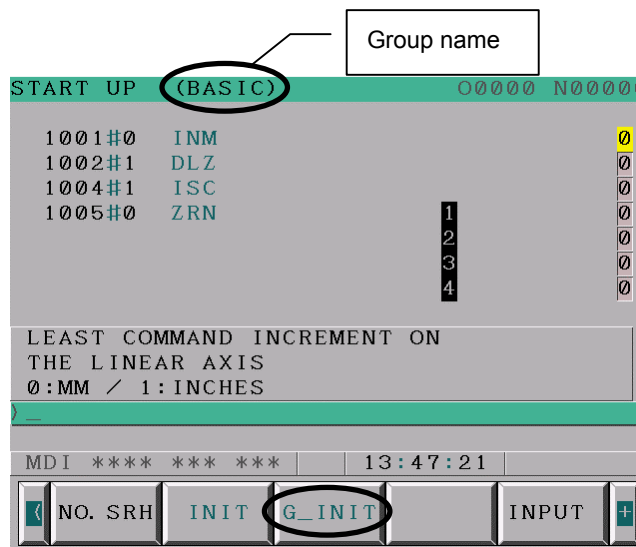 Group name
START UP (BASIC) O0000 N0000
1001#0 INM 0
1002#1 DLZ 0
1004#1 ISC 0
1005#0 ZRN 1 0
2 0
3 0
4 0
LEAST COMMAND INCREMENT ON
THE LINEAR AXIS
0:MM / 1:INCHES
>_
MDI **** *** *** 13:47:21
< NO. SRH INIT G_INIT INPUT +